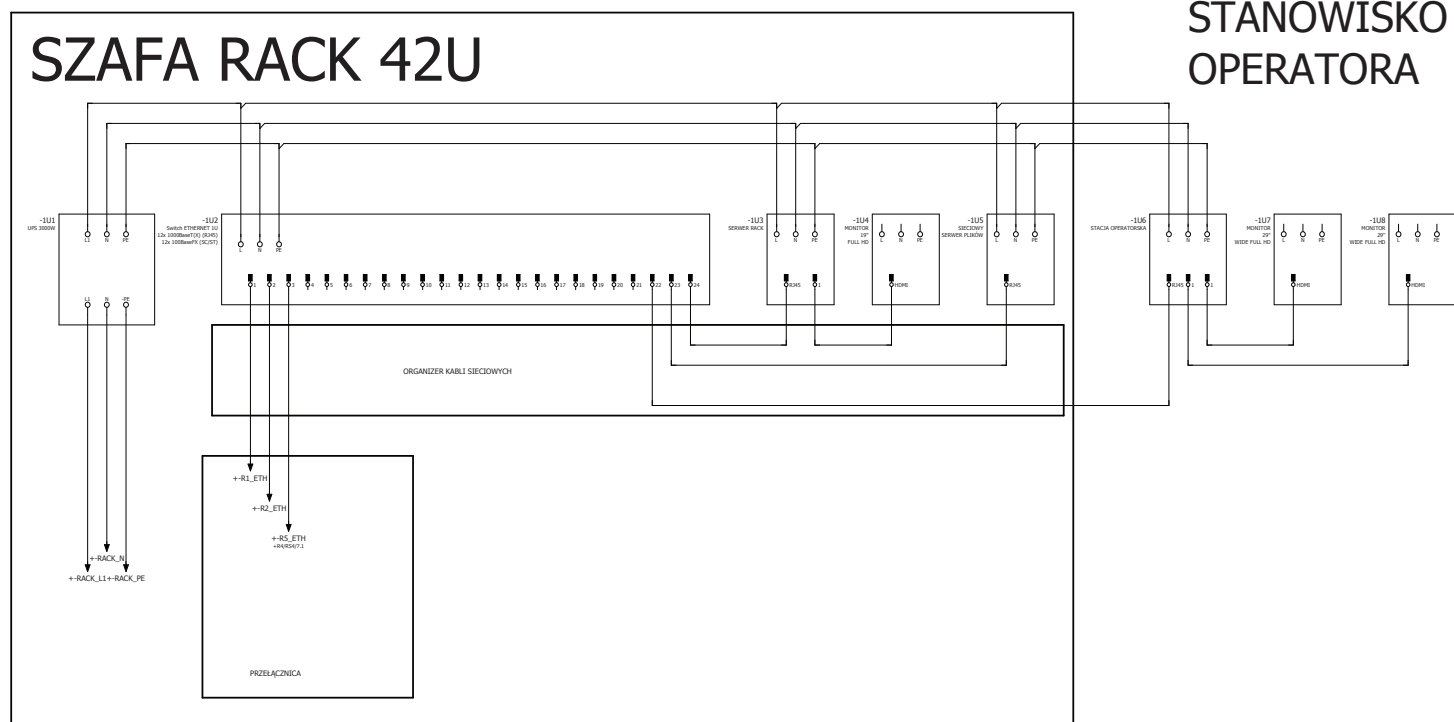 STANOWISKO
OPERATORA
SZAFA RACK 42U
-1U1
UPS 3000W
L1 N PE
L1 N -PE
-1U2
Switch ETHERNET 1U
12x 1000BaseT(X) (RJ45)
12x 100BaseFX (SC/ST)
L N PE
1 2 3 4 5 6 7 8 9 10 11 12 13 14 15 16 17 18 19 20 21 22 23 24
-1U3
SERWER RACK
L N PE
RJ45 1
-1U4
MONITOR
19"
FULL HD
L N PE
HDMI
-1U5
SIECIOWY
SERWER PLIKÓW
L N PE
RJ45
-1U6
STACJA OPERATORSKA
L N PE
RJ45 1 1
-1U7
MONITOR
29"
WIDE FULL HD
L N PE
HDMI
-1U8
MONITOR
29"
WIDE FULL HD
L N PE
HDMI
ORGANIZER KABLI SIECIOWYCH
+-R1_ETH
+-R2_ETH
+-R5_ETH
+R4/RS4/7.1
+-RACK_N
+-RACK_L1+-RACK_PE
PRZEŁĄCZNICA